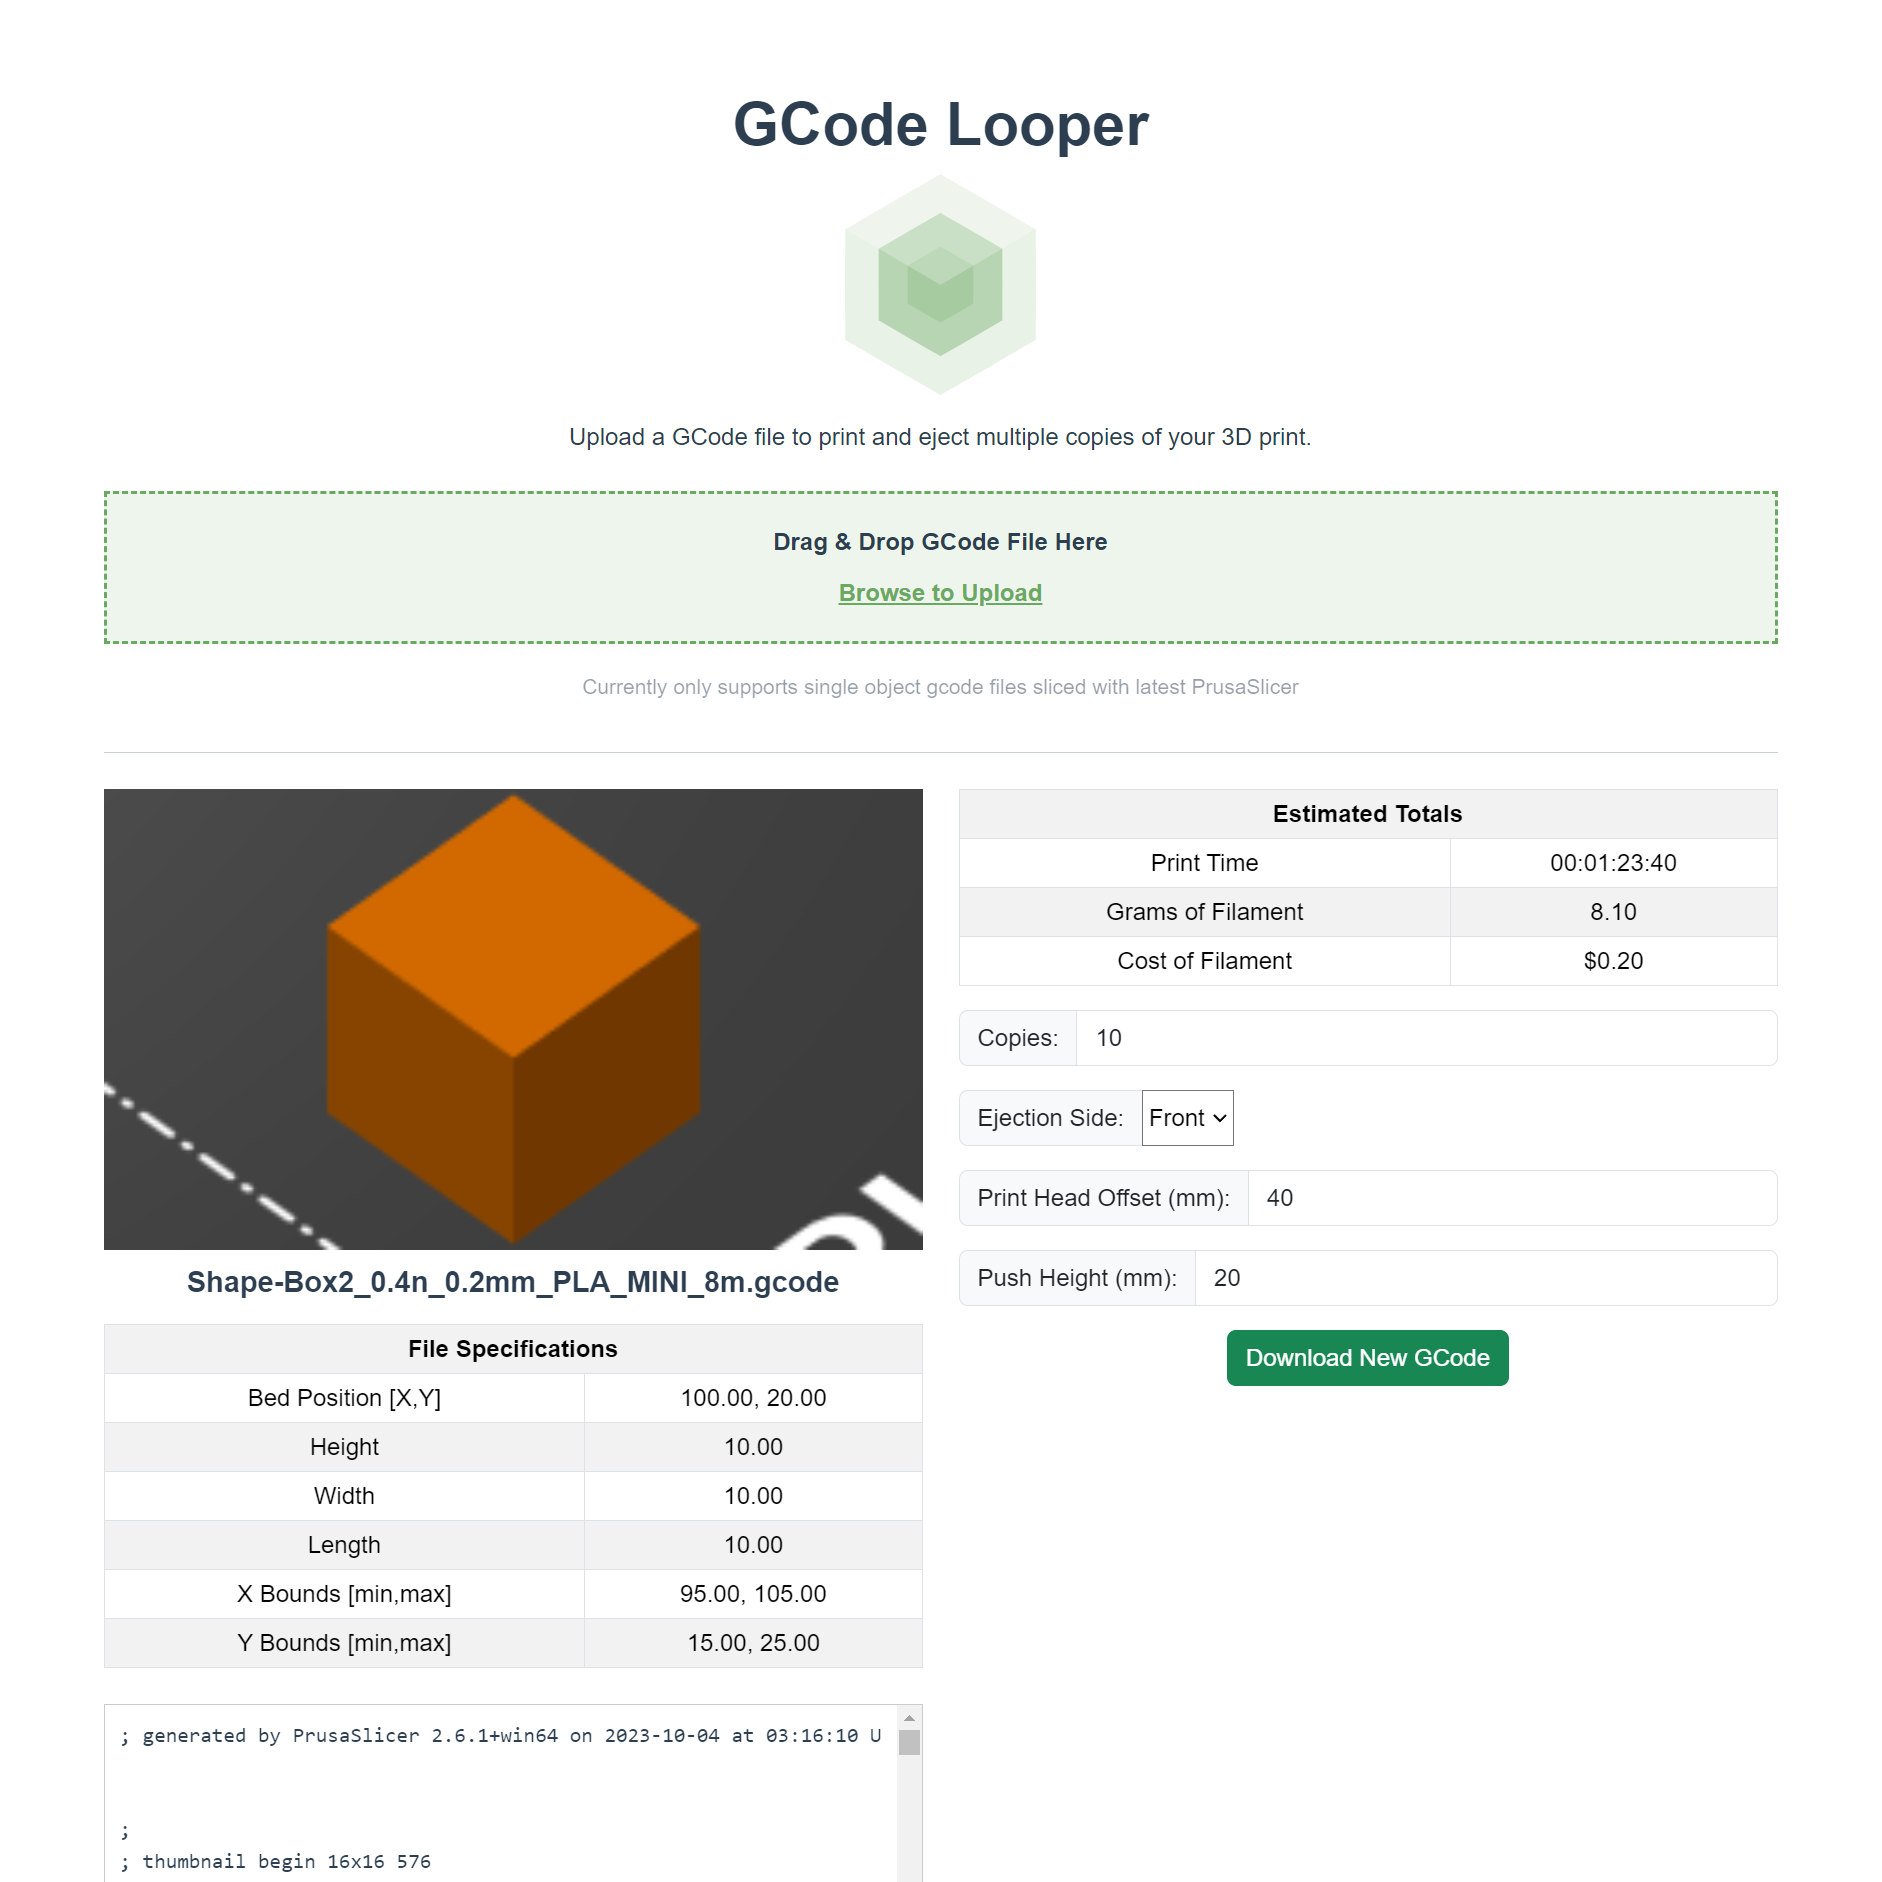 GCode Looper
Upload a GCode file to print and eject multiple copies of your 3D print.
Drag & Drop GCode File Here
Browse to Upload
Currently only supports single object gcode files sliced with latest PrusaSlicer
Shape-Box2_0.4n_0.2mm_PLA_MINI_8m.gcode
File Specifications
Bed Position [X,Y] 100.00, 20.00
Height 10.00
Width 10.00
Length 10.00
X Bounds [min,max] 95.00, 105.00
Y Bounds [min,max] 15.00, 25.00
; generated by PrusaSlicer 2.6.1+win64 on 2023-10-04 at 03:16:10 U
;
; thumbnail begin 16x16 576
Estimated Totals
Print Time 00:01:23:40
Grams of Filament 8.10
Cost of Filament $0.20
Copies: 10
Ejection Side: Front
Print Head Offset (mm): 40
Push Height (mm): 20
Download New GCode